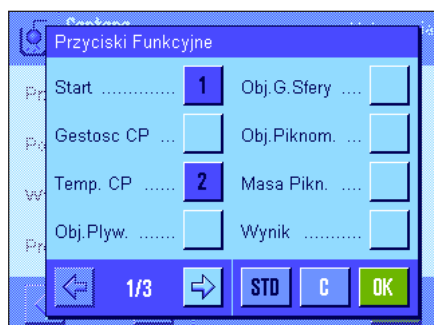 Przyciski Funkcyjne
Start .............. 1
Gestosc CP ...
Temp. CP ...... 2
Obj.Plyw. .......
Obj.G.Sfery ....
Obj.Piknom. ...
Masa Pikn. ....
Wynik ...........
1/3
STD
C
OK